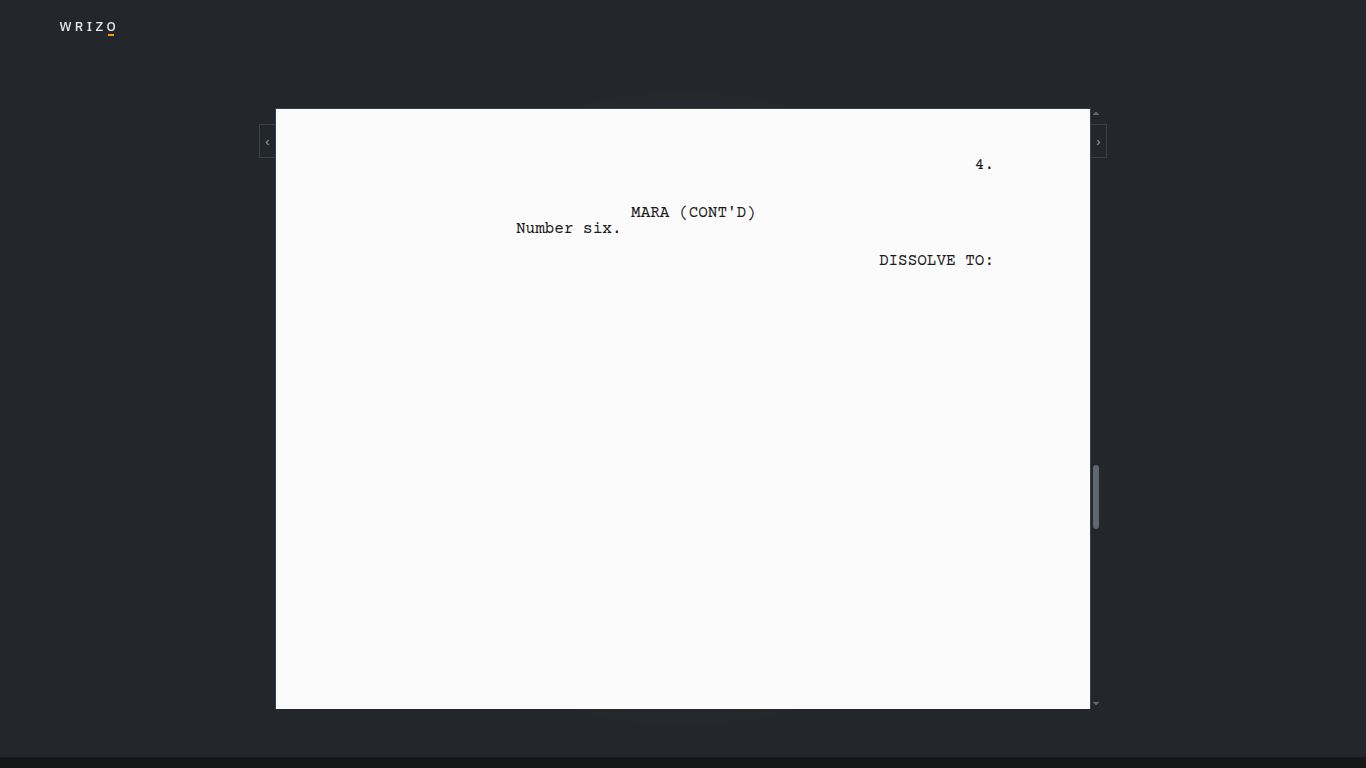 WRIZO
4.
MARA (CONT'D)
Number six.
DISSOLVE TO: